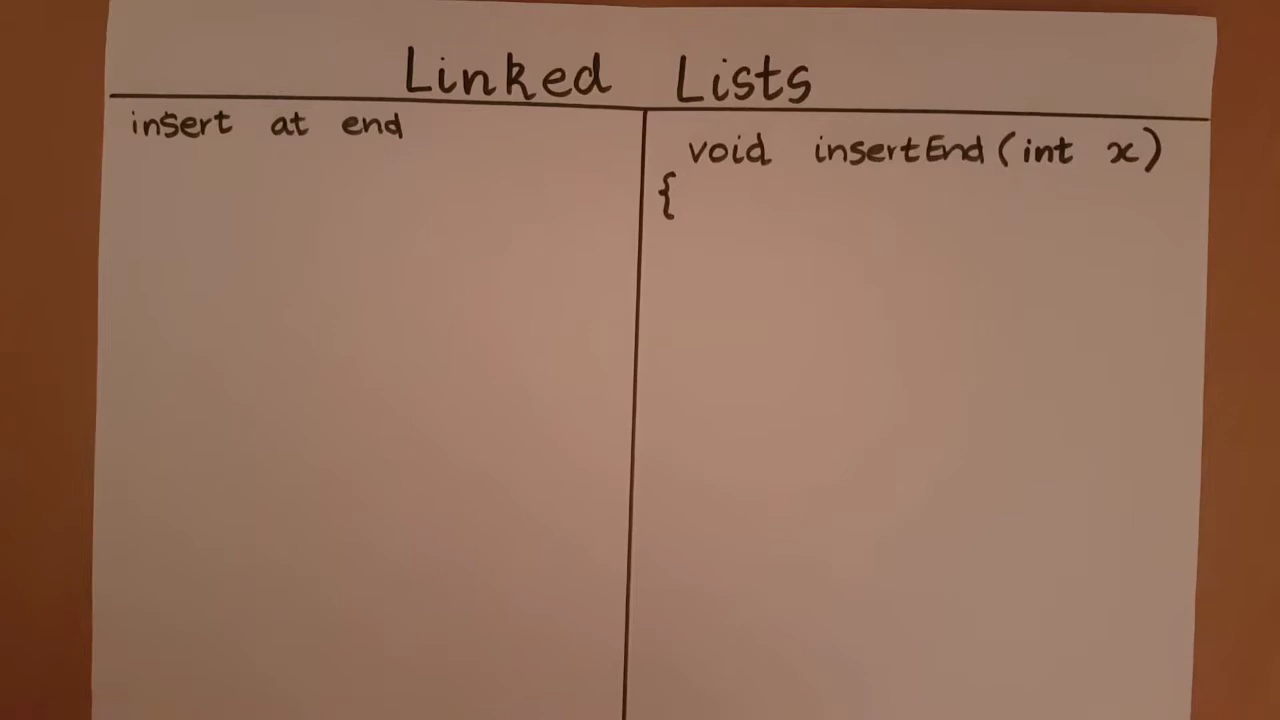 Linked Lists
insert at end
void insertEnd(int x)
{